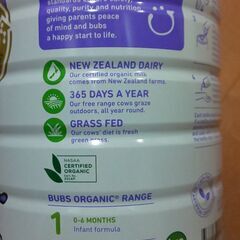 quality, purity and nutrition
giving parents peace
of mind and bubs
a happy start to life.
NEW ZEALAND DAIRY
Our certified organic milk
comes from New Zealand farms.
365 DAYS A YEAR
Our free range cows graze
outdoors, all year round.
GRASS FED
Our cows' diet is fresh
green grass.
NASAA
CERTIFIED
ORGANIC
BUBS ORGANIC® RANGE
1
0-6 MONTHS
Infant formula